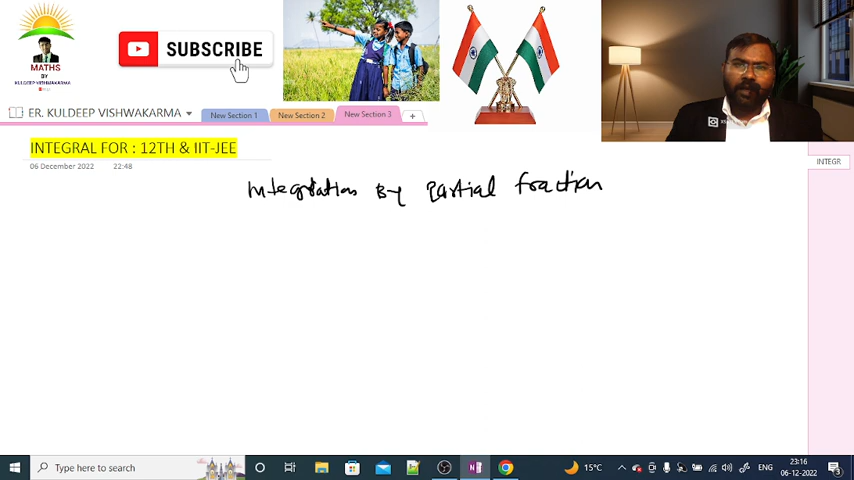 MATHS
BY
KULDEEP VISHWAKARMA
SUBSCRIBE
ER. KULDEEP VISHWAKARMA
New Section 1
New Section 2
New Section 3
+
INTEGRAL FOR : 12TH & IIT-JEE
06 December 2022 22:48
INTEGR
Integration By Partial fraction
Type here to search
15°C
ENG
23:16
06-12-2022
3